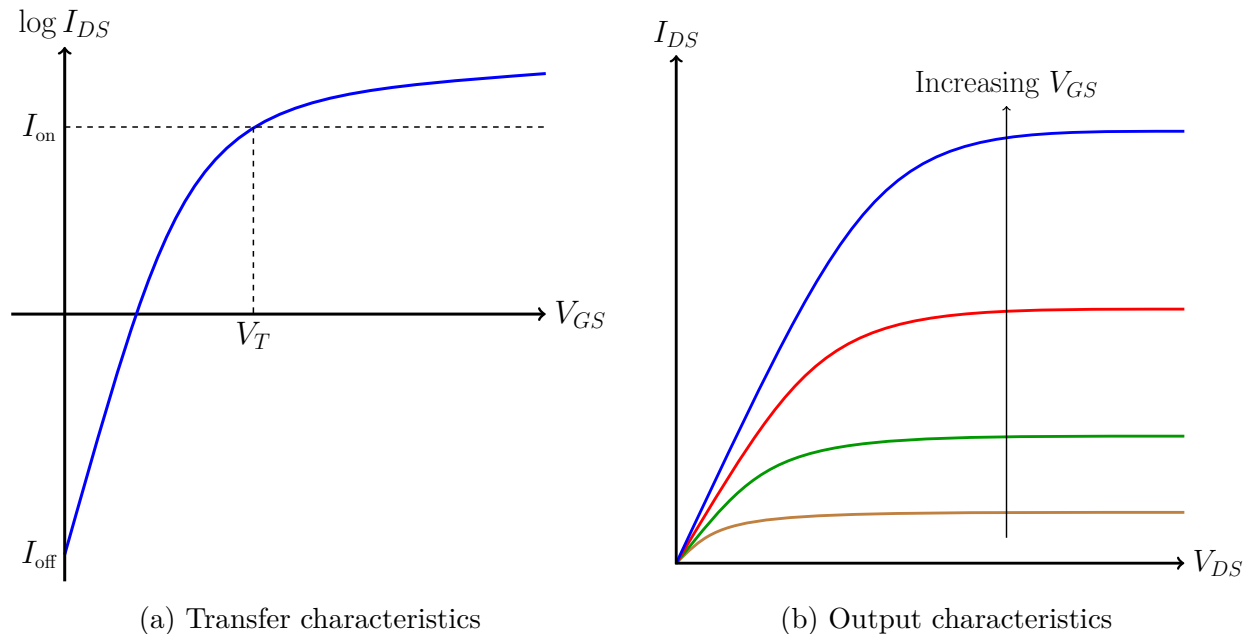 log I_DS
I_on
V_GS
V_T
I_off
(a) Transfer characteristics
I_DS
Increasing V_GS
V_DS
(b) Output characteristics